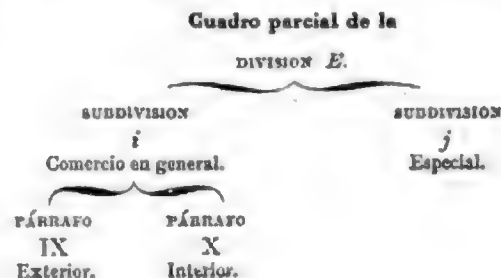 Cuadro parcial de la
DIVISION E.
SUBDIVISION SUBDIVISION
i j
Comercio en general. Especial.
PÁRRAFO PÁRRAFO
IX X
Exterior. Interior.